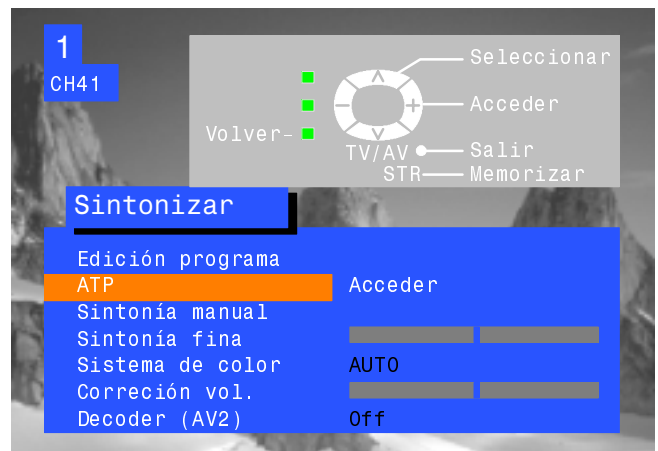 1
CH41
Seleccionar
Acceder
Volver
TV/AV Salir
STR Memorizar
Sintonizar
Edición programa
ATP Acceder
Sintonía manual
Sintonía fina
Sistema de color AUTO
Correción vol.
Decoder (AV2) Off